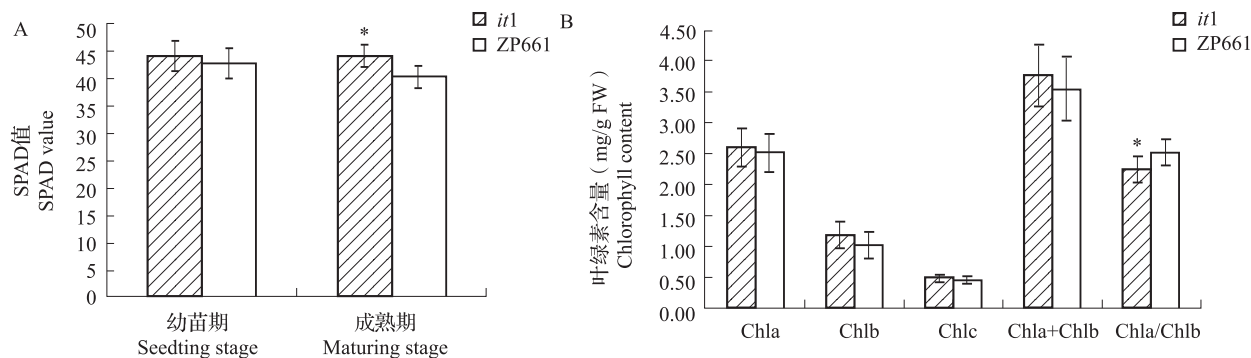 A
50
45
40
35
30
25
20
15
10
5
0
SPAD值
SPAD value
*
it1
ZP661
幼苗期
Seedting stage
成熟期
Maturing stage
B
4.50
4.00
3.50
3.00
2.50
2.00
1.50
1.00
0.50
0.00
叶绿素含量（mg/g FW）
Chlorophyll content
*
it1
ZP661
Chla
Chlb
Chlc
Chla+Chlb
Chla/Chlb